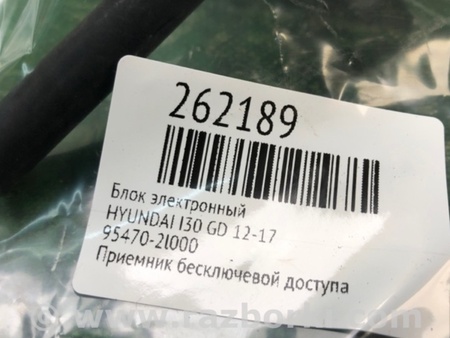 262189
Блок электронный
HYUNDAI I30 GD 12-17
95470-2L000
Приемник бесключевой доступа